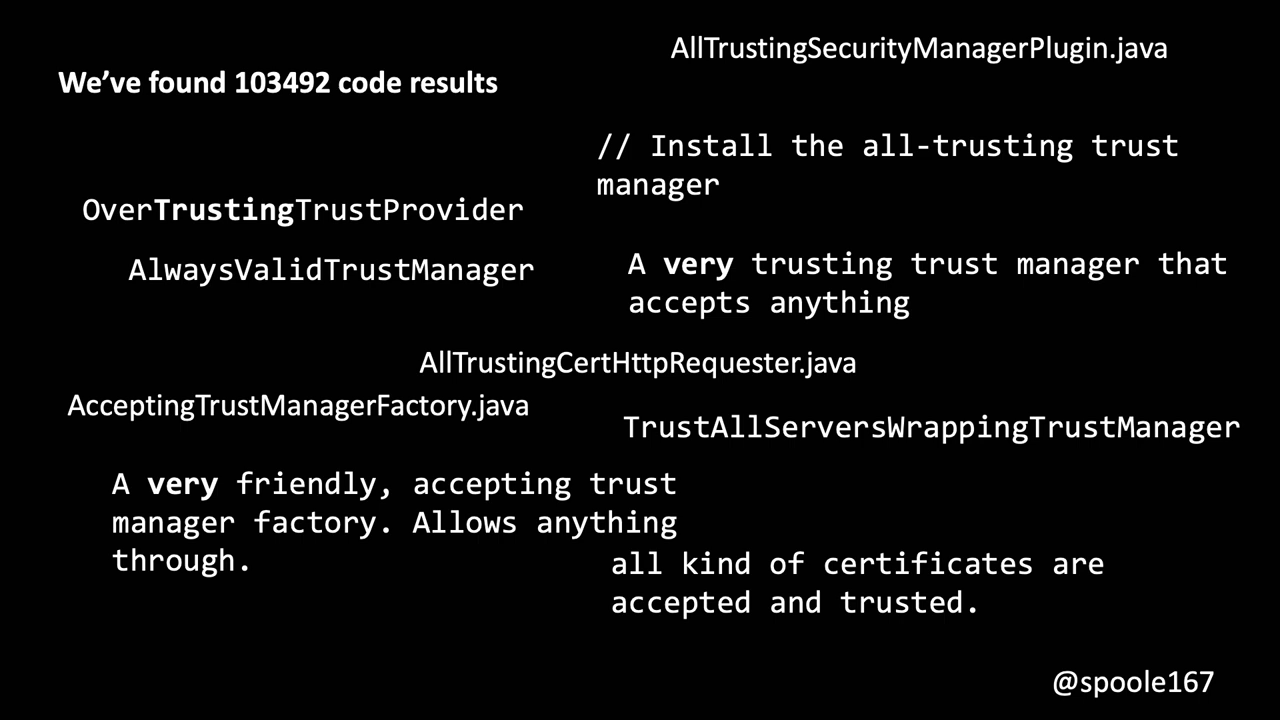 AllTrustingSecurityManagerPlugin.java
We’ve found 103492 code results
// Install the all-trusting trust
manager
OverTrustingTrustProvider
AlwaysValidTrustManager
A very trusting trust manager that
accepts anything
AllTrustingCertHttpRequester.java
AcceptingTrustManagerFactory.java
TrustAllServersWrappingTrustManager
A very friendly, accepting trust
manager factory. Allows anything
through.
all kind of certificates are
accepted and trusted.
@spoole167